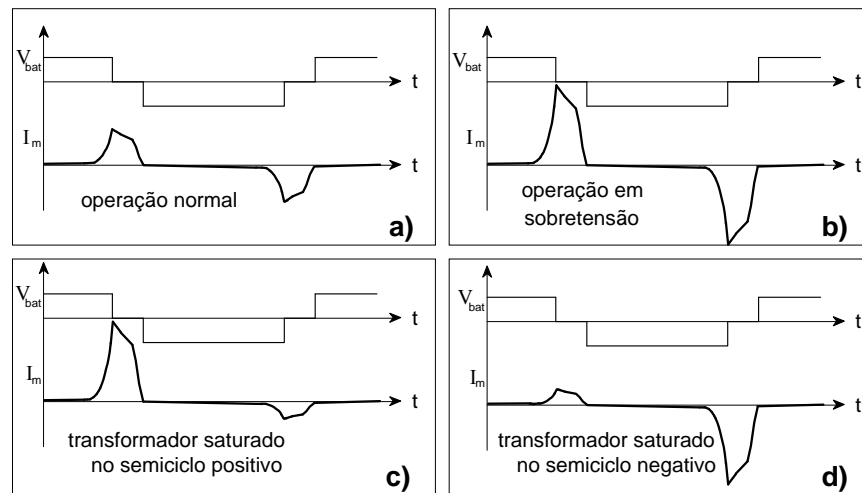 V_bat
t
I_m
t
operação normal
a)
V_bat
t
I_m
t
operação em
sobretensão
b)
V_bat
t
I_m
t
transformador saturado
no semiciclo positivo
c)
V_bat
t
I_m
t
transformador saturado
no semiciclo negativo
d)